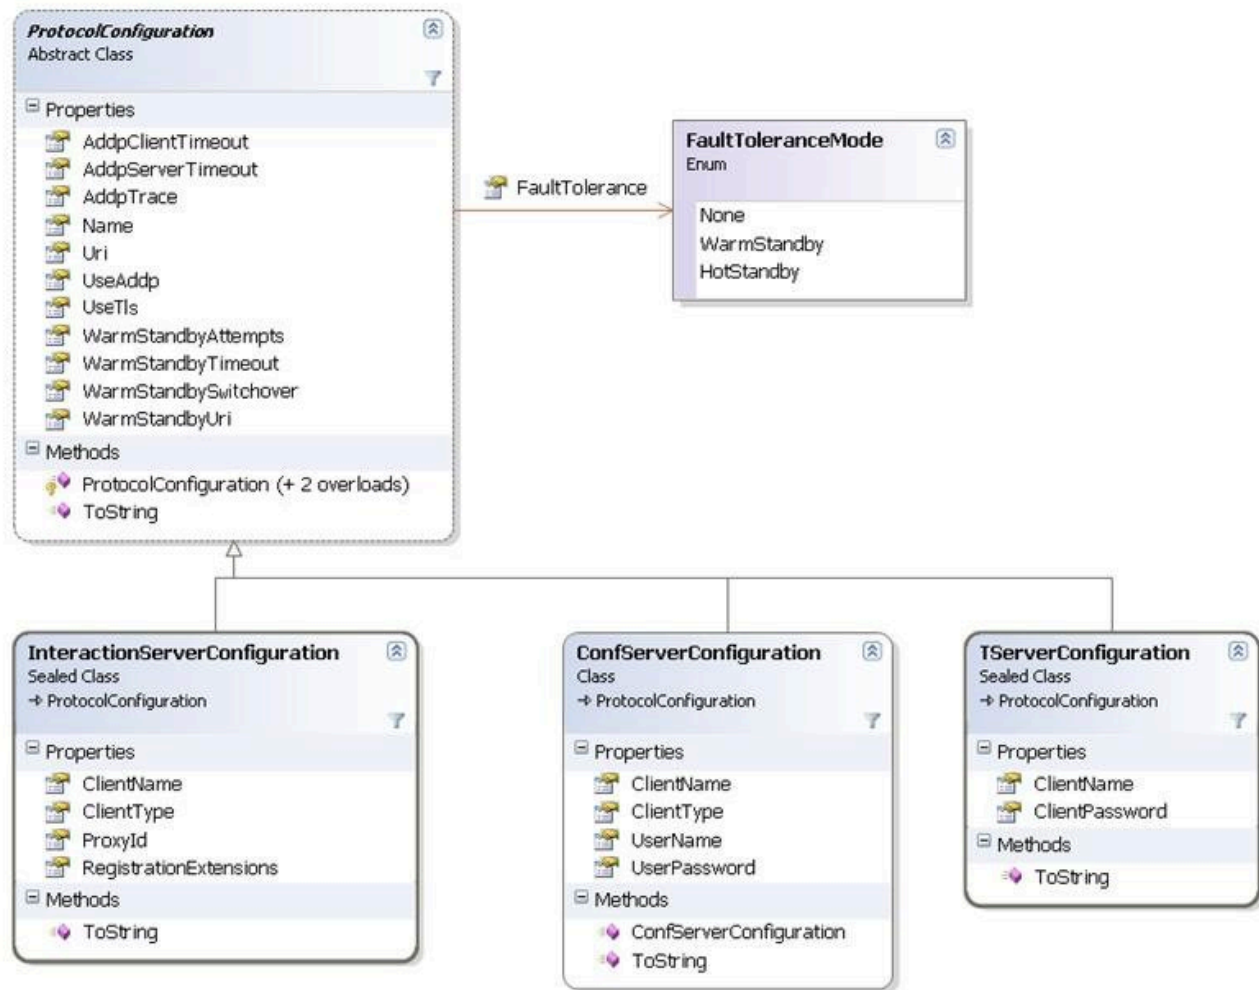 ProtocolConfiguration
Abstract Class
Properties
AddpClientTimeout
AddpServerTimeout
AddpTrace
Name
Uri
UseAddp
UseTls
WarmStandbyAttempts
WarmStandbyTimeout
WarmStandbySwitchover
WarmStandbyUri
Methods
ProtocolConfiguration (+ 2 overloads)
ToString
FaultTolerance
FaultToleranceMode
Enum
None
WarmStandby
HotStandby
InteractionServerConfiguration
Sealed Class
ProtocolConfiguration
Properties
ClientName
ClientType
ProxyId
RegistrationExtensions
Methods
ToString
ConfServerConfiguration
Class
ProtocolConfiguration
Properties
ClientName
ClientType
UserName
UserPassword
Methods
ConfServerConfiguration
ToString
TServerConfiguration
Sealed Class
ProtocolConfiguration
Properties
ClientName
ClientPassword
Methods
ToString